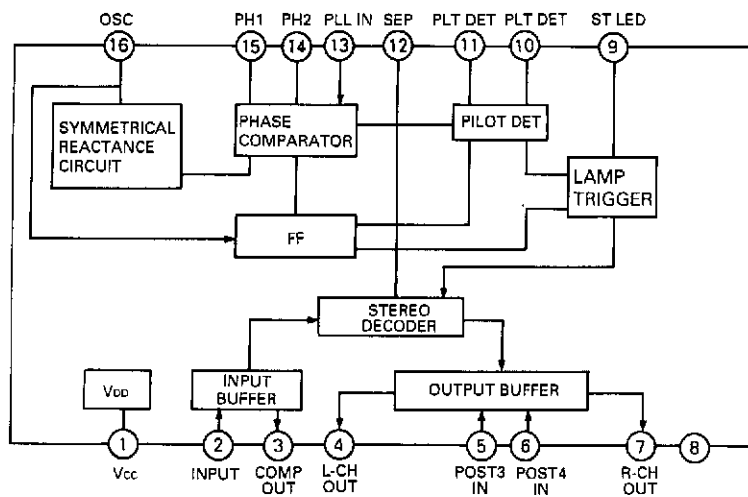 OSC PH1 PH2 PLL IN SEP PLT DET PLT DET ST LED
16 15 14 13 12 11 10 9
SYMMETRICAL
REACTANCE
CIRCUIT
PHASE
COMPARATOR
PILOT DET
LAMP
TRIGGER
FF
STEREO
DECODER
VDD
INPUT
BUFFER
OUTPUT BUFFER
1 2 3 4 5 6 7 8
Vcc
INPUT
COMP
OUT
L-CH
OUT
POST3
IN
POST4
IN
R-CH
OUT